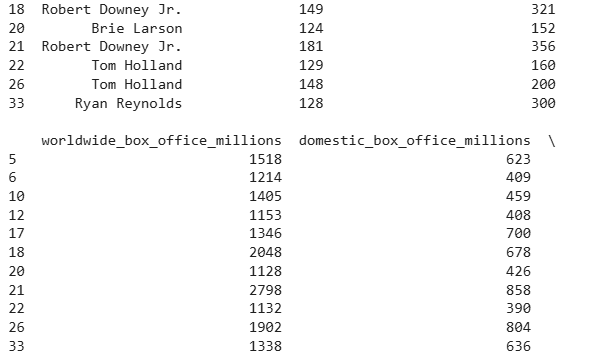 18 Robert Downey Jr. 149 321
20 Brie Larson 124 152
21 Robert Downey Jr. 181 356
22 Tom Holland 129 160
26 Tom Holland 148 200
33 Ryan Reynolds 128 300
worldwide_box_office_millions domestic_box_office_millions \
5 1518 623
6 1214 409
10 1405 459
12 1153 408
17 1346 700
18 2048 678
20 1128 426
21 2798 858
22 1132 390
26 1902 804
33 1338 636